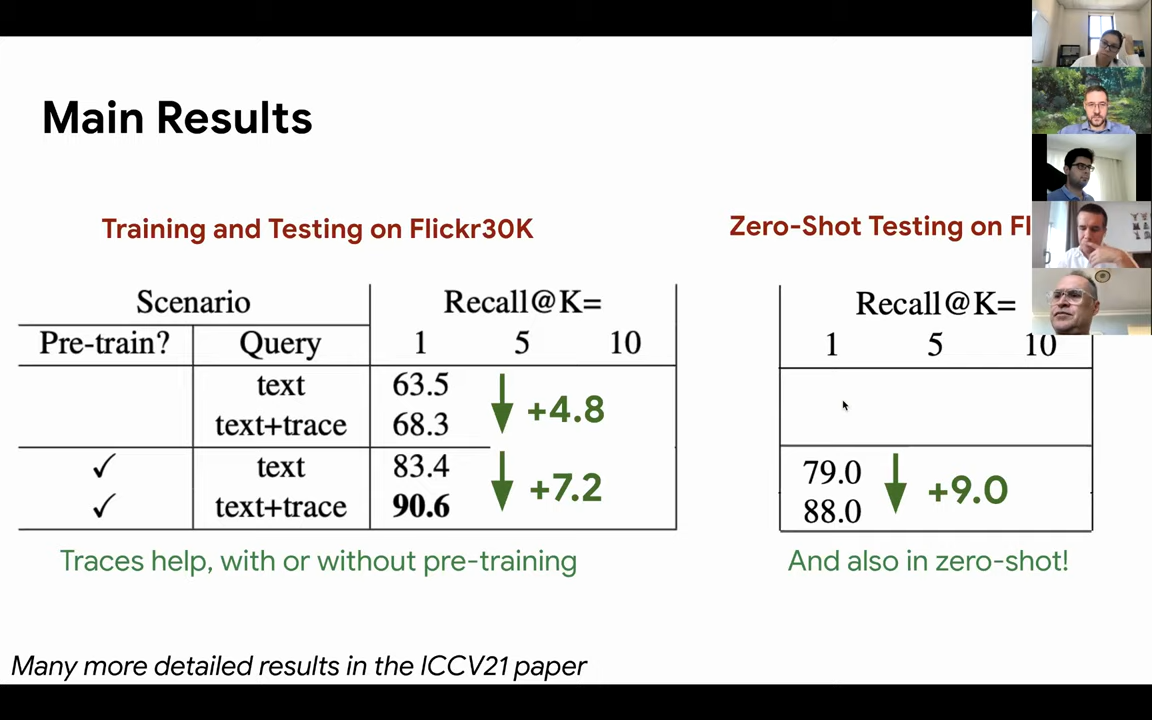 Main Results
Training and Testing on Flickr30K
Scenario Recall@K=
Pre-train? Query 1 5 10
text 63.5
text+trace 68.3
+4.8
✓ text 83.4
✓ text+trace 90.6
+7.2
Traces help, with or without pre-training
Zero-Shot Testing on Fl
Recall@K=
1 5 10
79.0
88.0
+9.0
And also in zero-shot!
Many more detailed results in the ICCV21 paper